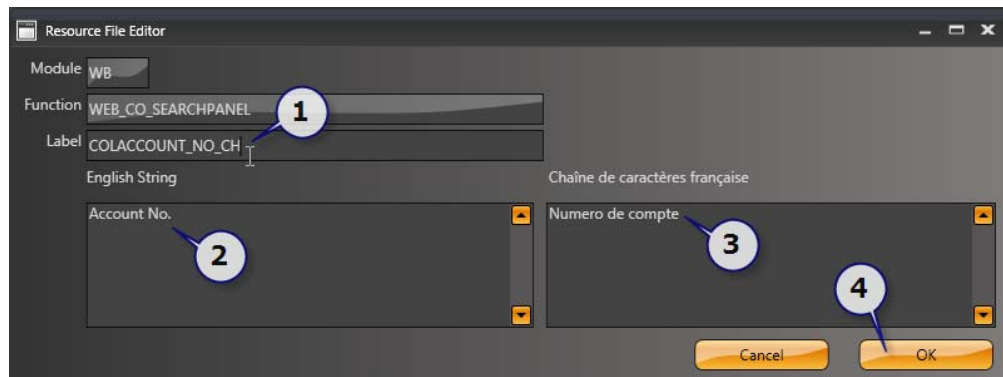 Resource File Editor
Module WB
Function WEB_CO_SEARCHPANEL
1
Label COLACCOUNT_NO_CH
English String
Chaîne de caractères française
Account No.
Numero de compte
2
3
4
Cancel
OK